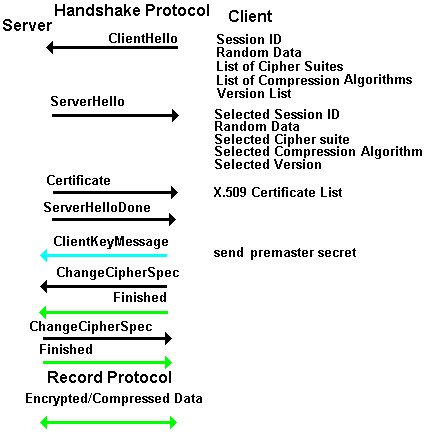 Handshake Protocol
Server
Client
ClientHello
Session ID
Random Data
List of Cipher Suites
List of Compression Algorithms
Version List
ServerHello
Selected Session ID
Random Data
Selected Cipher suite
Selected Compression Algorithm
Selected Version
Certificate
X.509 Certificate List
ServerHelloDone
ClientKeyMessage
send premaster secret
ChangeCipherSpec
Finished
ChangeCipherSpec
Finished
Record Protocol
Encrypted/Compressed Data